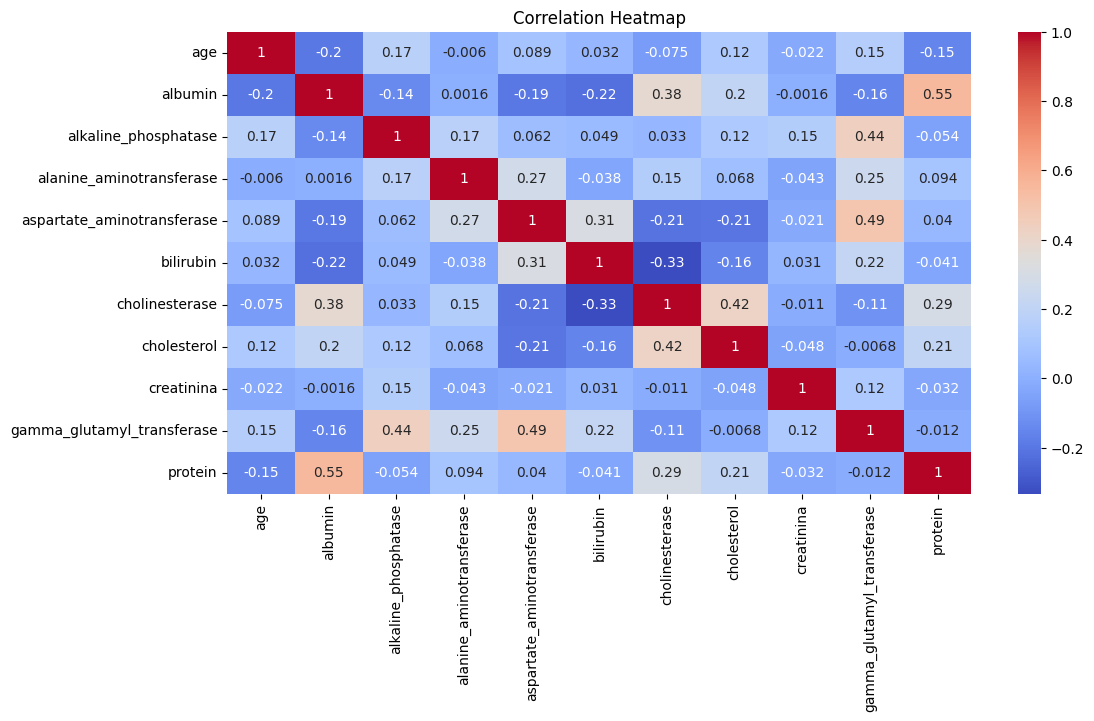 Correlation Heatmap
age 1 -0.2 0.17 -0.006 0.089 0.032 -0.075 0.12 -0.022 0.15 -0.15
albumin -0.2 1 -0.14 0.0016 -0.19 -0.22 0.38 0.2 -0.0016 -0.16 0.55
alkaline_phosphatase 0.17 -0.14 1 0.17 0.062 0.049 0.033 0.12 0.15 0.44 -0.054
alanine_aminotransferase -0.006 0.0016 0.17 1 0.27 -0.038 0.15 0.068 -0.043 0.25 0.094
aspartate_aminotransferase 0.089 -0.19 0.062 0.27 1 0.31 -0.21 -0.21 -0.021 0.49 0.04
bilirubin 0.032 -0.22 0.049 -0.038 0.31 1 -0.33 -0.16 0.031 0.22 -0.041
cholinesterase -0.075 0.38 0.033 0.15 -0.21 -0.33 1 0.42 -0.011 -0.11 0.29
cholesterol 0.12 0.2 0.12 0.068 -0.21 -0.16 0.42 1 -0.048 -0.0068 0.21
creatinina -0.022 -0.0016 0.15 -0.043 -0.021 0.031 -0.011 -0.048 1 0.12 -0.032
gamma_glutamyl_transferase 0.15 -0.16 0.44 0.25 0.49 0.22 -0.11 -0.0068 0.12 1 -0.012
protein -0.15 0.55 -0.054 0.094 0.04 -0.041 0.29 0.21 -0.032 -0.012 1
age
albumin
alkaline_phosphatase
alanine_aminotransferase
aspartate_aminotransferase
bilirubin
cholinesterase
cholesterol
creatinina
gamma_glutamyl_transferase
protein
1.0
0.8
0.6
0.4
0.2
0.0
−0.2